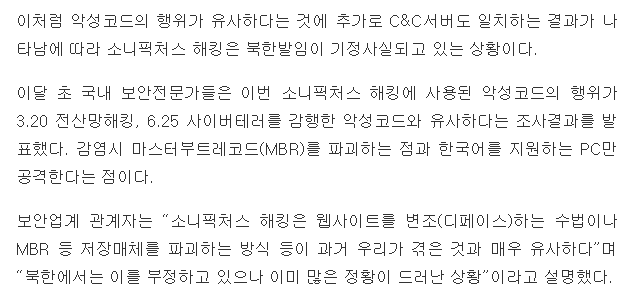 이처럼 악성코드의 행위가 유사하다는 것에 추가로 C&C서버도 일치하는 결과가 나
타남에 따라 소니픽처스 해킹은 북한발임이 기정사실되고 있는 상황이다.
이달 초 국내 보안전문가들은 이번 소니픽처스 해킹에 사용된 악성코드의 행위가
3.20 전산망해킹, 6.25 사이버테러를 감행한 악성코드와 유사하다는 조사결과를 발
표했다. 감염시 마스터부트레코드(MBR)를 파괴하는 점과 한국어를 지원하는 PC만
공격한다는 점이다.
보안업계 관계자는 “소니픽처스 해킹은 웹사이트를 변조(디페이스)하는 수법이나
MBR 등 저장매체를 파괴하는 방식 등이 과거 우리가 겪은 것과 매우 유사하다”며
“북한에서는 이를 부정하고 있으나 이미 많은 정황이 드러난 상황”이라고 설명했다.